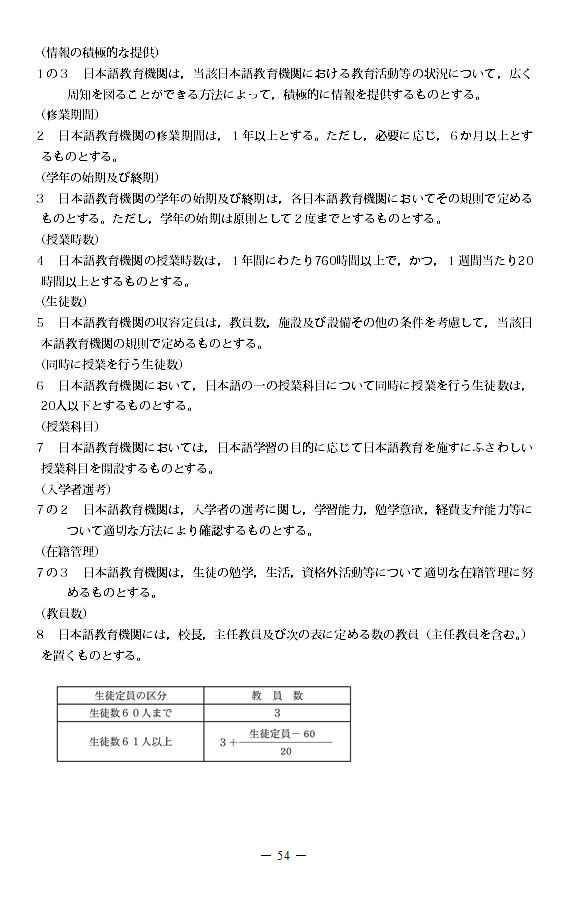 (情報の積極的な提供)
1の3 日本語教育機関は，当該日本語教育機関における教育活動等の状況について，広く
周知を図ることができる方法によって，積極的に情報を提供するものとする。
(修業期間)
2 日本語教育機関の修業期間は，1年以上とする。ただし，必要に応じ，6か月以上とす
るものとする。
(学年の始期及び終期)
3 日本語教育機関の学年の始期及び終期は，各日本語教育機関においてその規則で定める
ものとする。ただし，学年の始期は原則として2度までとするものとする。
(授業時数)
4 日本語教育機関の授業時数は，1年間にわたり760時間以上で，かつ，1週間当たり20
時間以上とするものとする。
(生徒数)
5 日本語教育機関の収容定員は，教員数，施設及び設備その他の条件を考慮して，当該日
本語教育機関の規則で定めるものとする。
(同時に授業を行う生徒数)
6 日本語教育機関において，日本語の一の授業科目について同時に授業を行う生徒数は，
20人以下とするものとする。
(授業科目)
7 日本語教育機関においては，日本語学習の目的に応じて日本語教育を施すにふさわしい
授業科目を開設するものとする。
(入学者選考)
7の2 日本語教育機関は，入学者の選考に関し，学習能力，勉学意欲，経費支弁能力等に
ついて適切な方法により確認するものとする。
(在籍管理)
7の3 日本語教育機関は，生徒の勉学，生活，資格外活動等について適切な在籍管理に努
めるものとする。
(教員数)
8 日本語教育機関には，校長，主任教員及び次の表に定める数の教員（主任教員を含む。）
を置くものとする。
生徒定員の区分 教員数
生徒数60人まで 3
生徒数61人以上 3+ 生徒定員－60
20
— 54 —